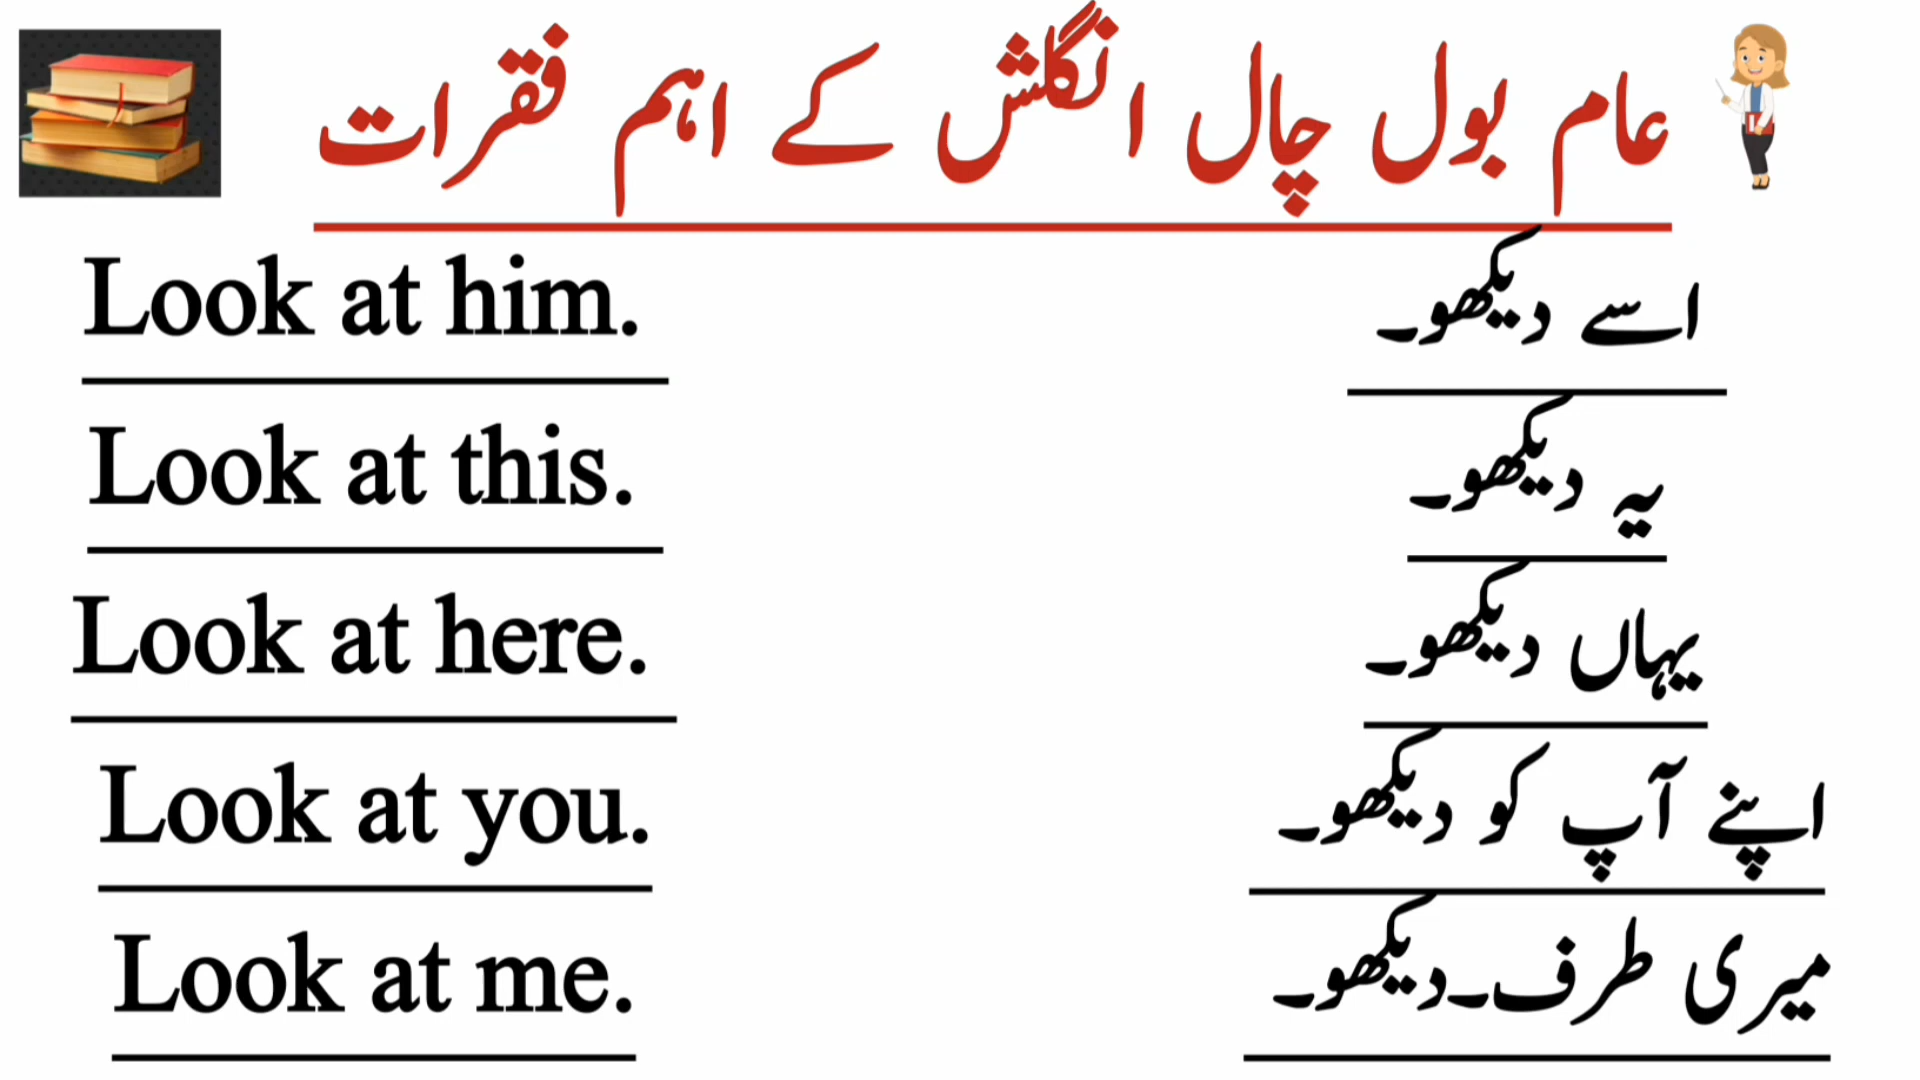 عام بول چال انگلش کے اہم فقرات
Look at him. اسے دیکھو۔
Look at this. یہ دیکھو۔
Look at here. یہاں دیکھو۔
Look at you. اپنے آپ کو دیکھو۔
Look at me. میری طرف۔دیکھو۔